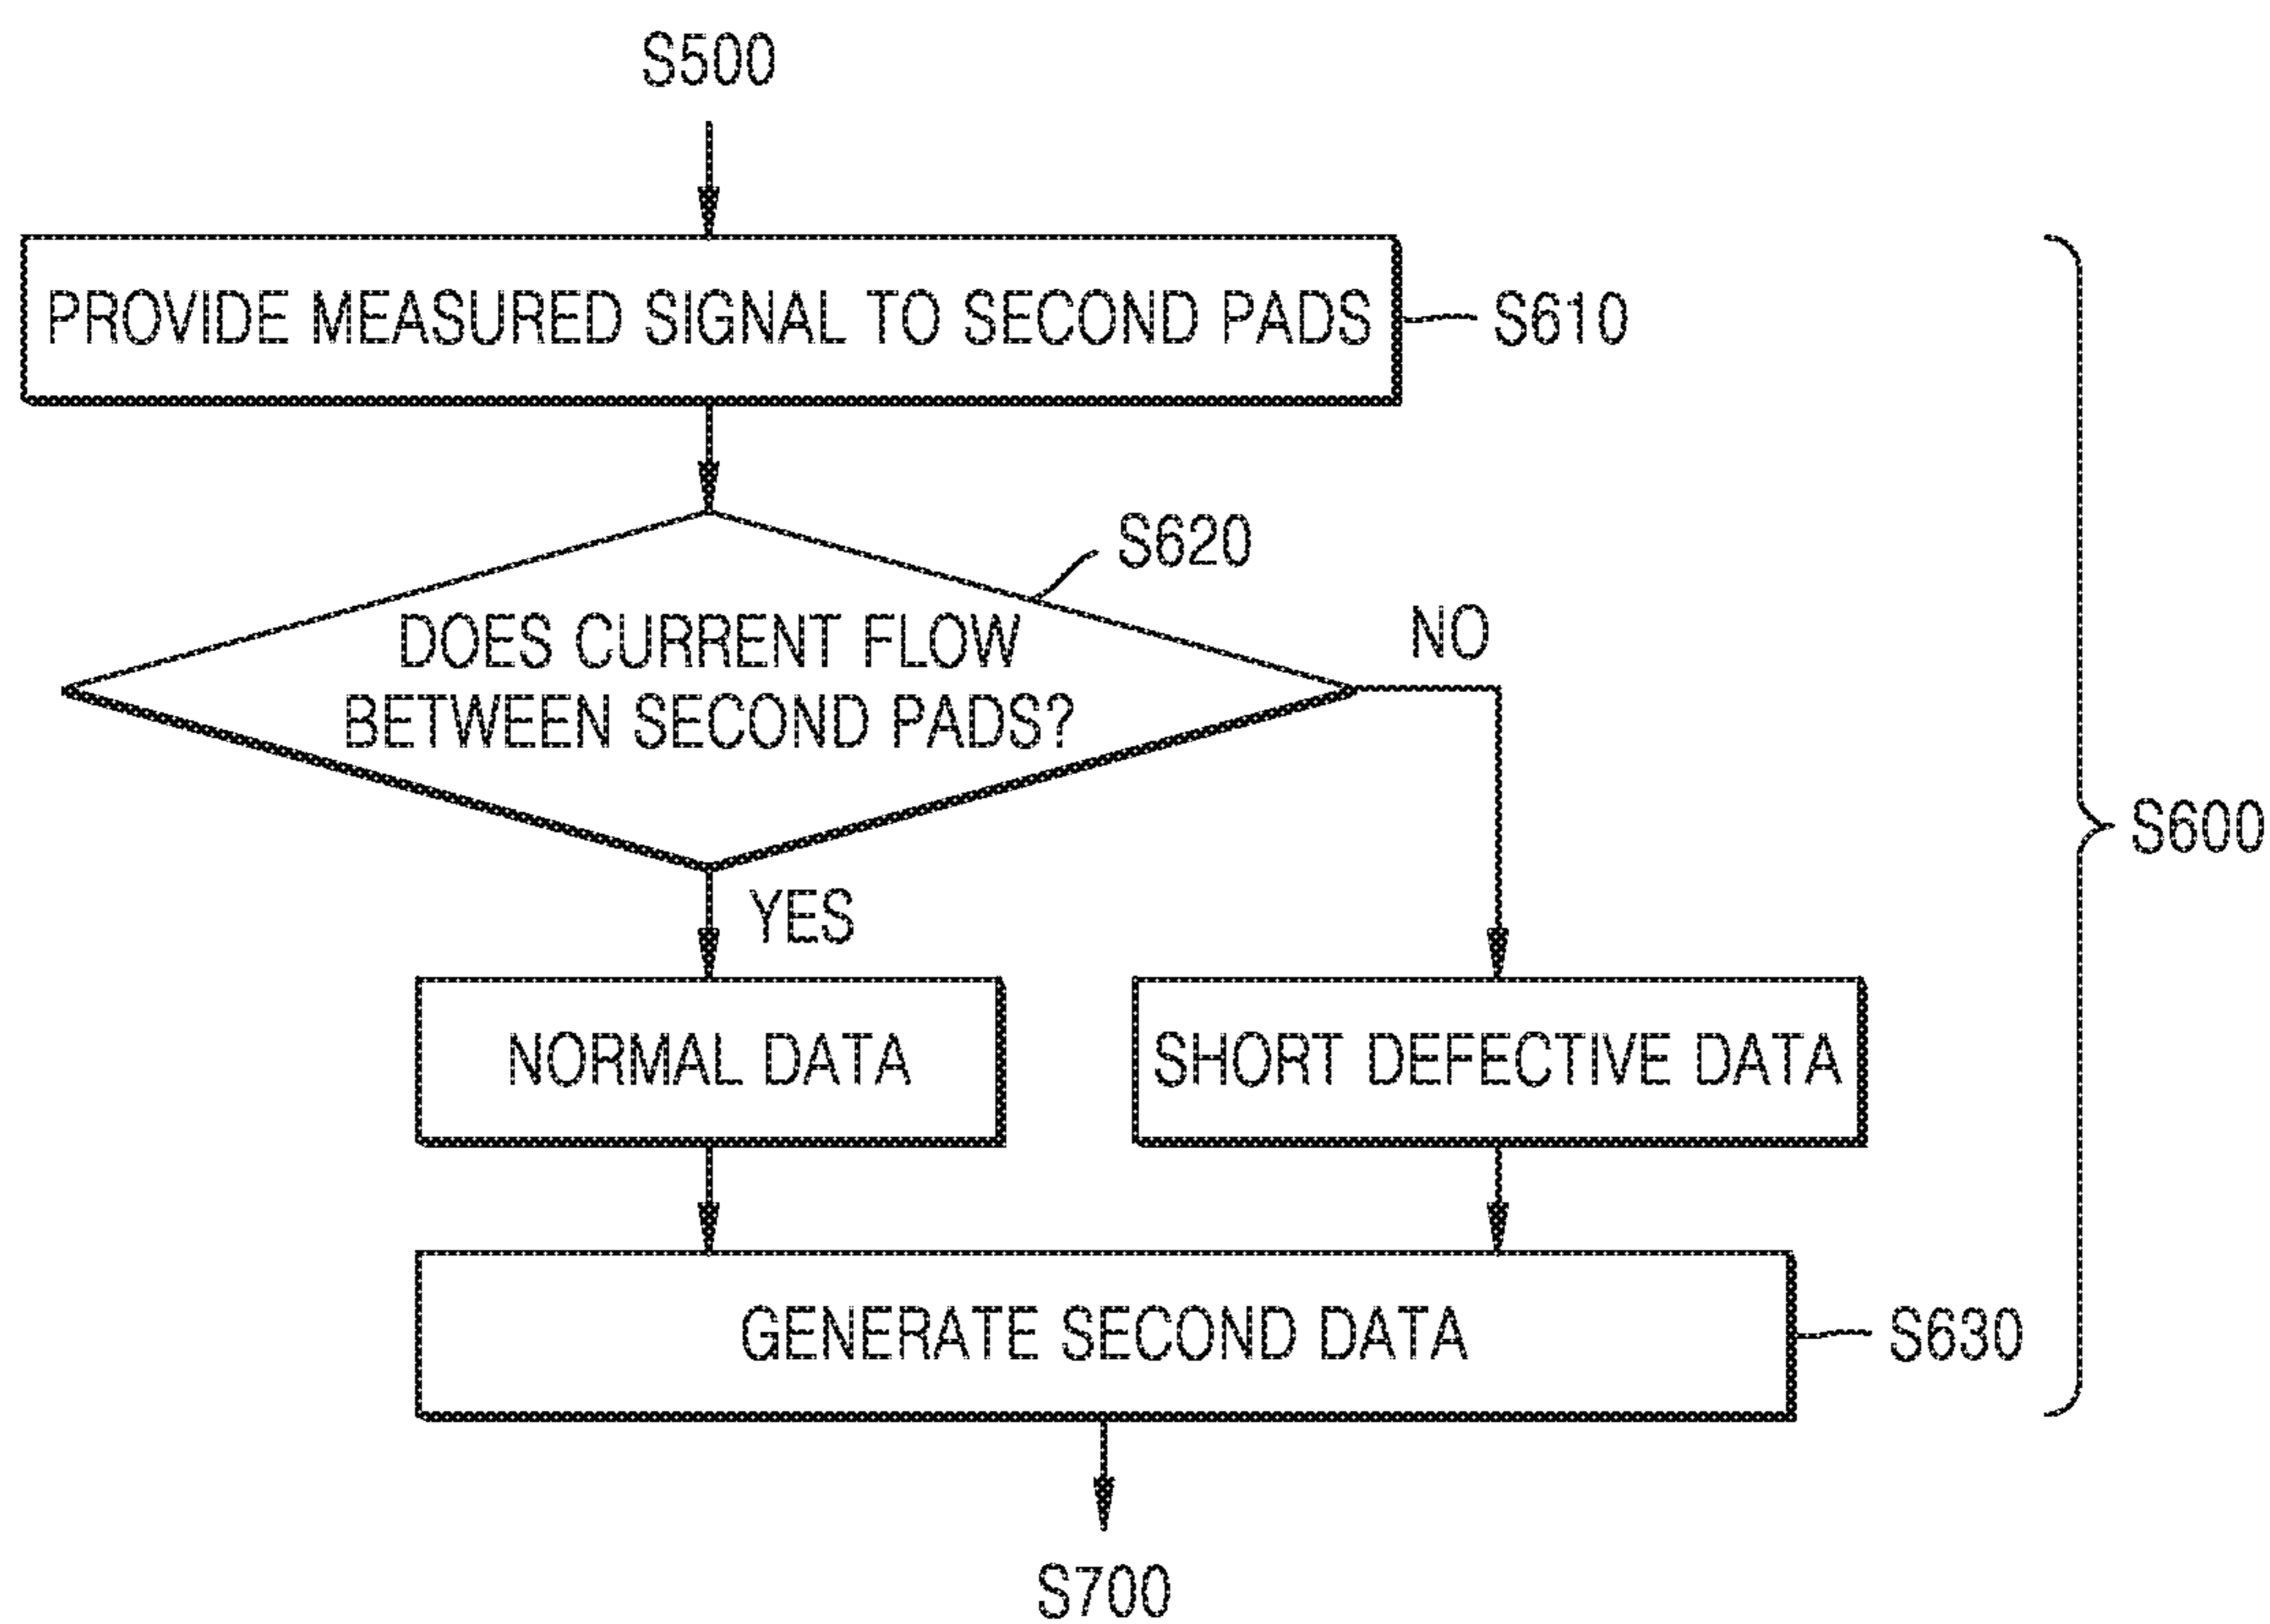 S500
PROVIDE MEASURED SIGNAL TO SECOND PADS
S610
S620
DOES CURRENT FLOW
BETWEEN SECOND PADS?
NO
YES
S600
NORMAL DATA
SHORT DEFECTIVE DATA
GENERATE SECOND DATA
S630
S700